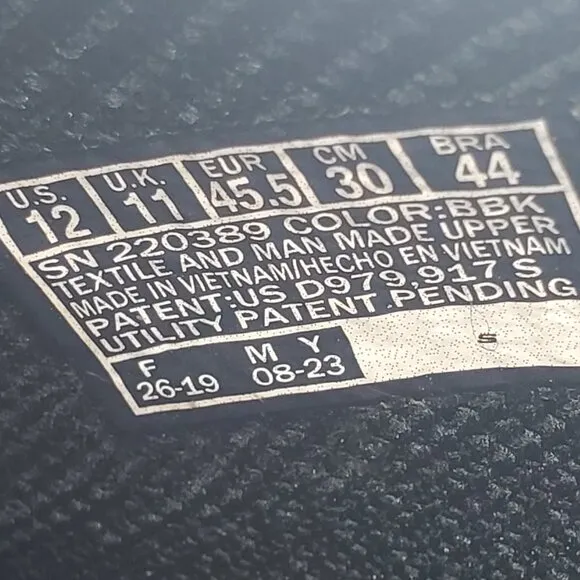 U.S. U.K. EUR CM BRA
12 11 45.5 30 44
SN 220389 COLOR:BBK
TEXTILE AND MAN MADE UPPER
MADE IN VIETNAM/HECHO EN VIETNAM
PATENT:US D979,917 S
UTILITY PATENT PENDING
F M Y
26-19 08-23
S